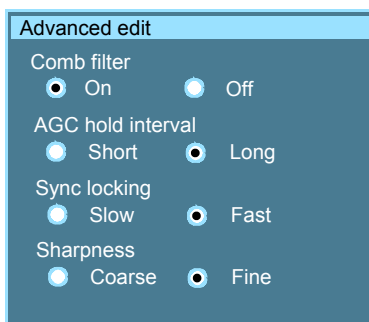 Advanced edit
Comb filter
On Off
AGC hold interval
Short Long
Sync locking
Slow Fast
Sharpness
Coarse Fine